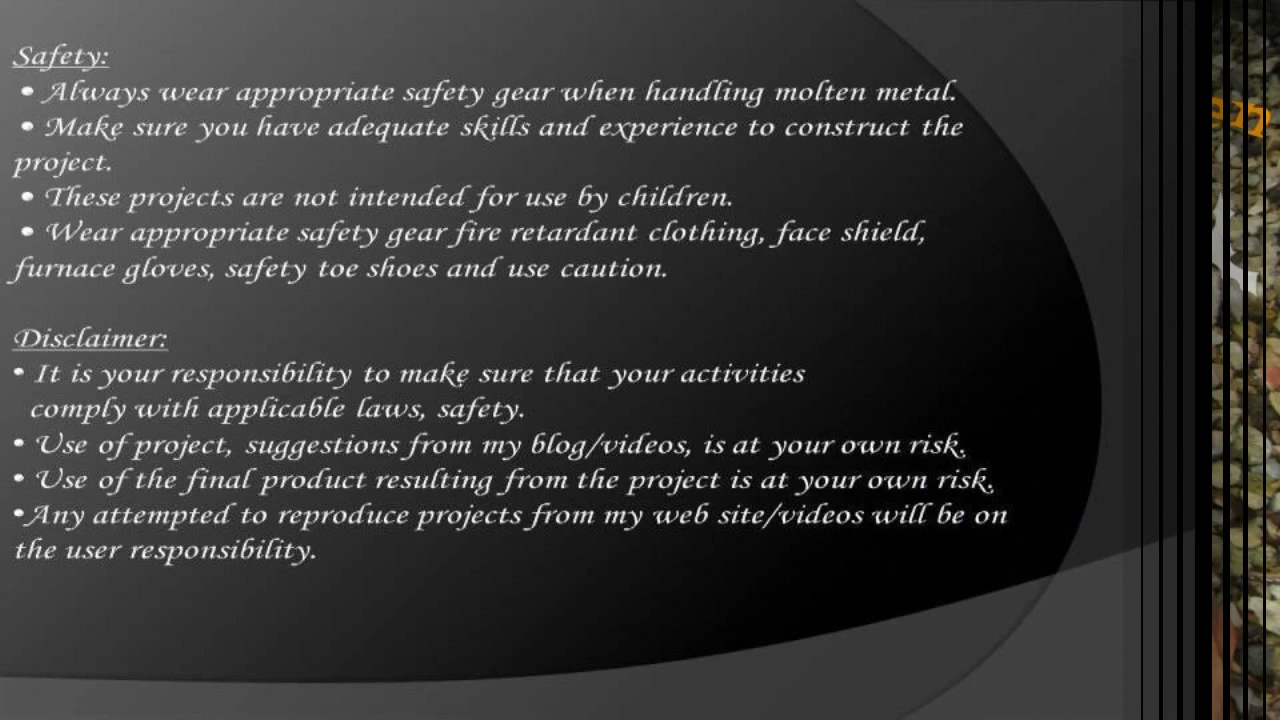 Safety:
• Always wear appropriate safety gear when handling molten metal.
• Make sure you have adequate skills and experience to construct the
project.
• These projects are not intended for use by children.
• Wear appropriate safety gear fire retardant clothing, face shield,
furnace gloves, safety toe shoes and use caution.
Disclaimer:
• It is your responsibility to make sure that your activities
comply with applicable laws, safety.
• Use of project, suggestions from my blog/videos, is at your own risk.
• Use of the final product resulting from the project is at your own risk.
•Any attempted to reproduce projects from my web site/videos will be on
the user responsibility.